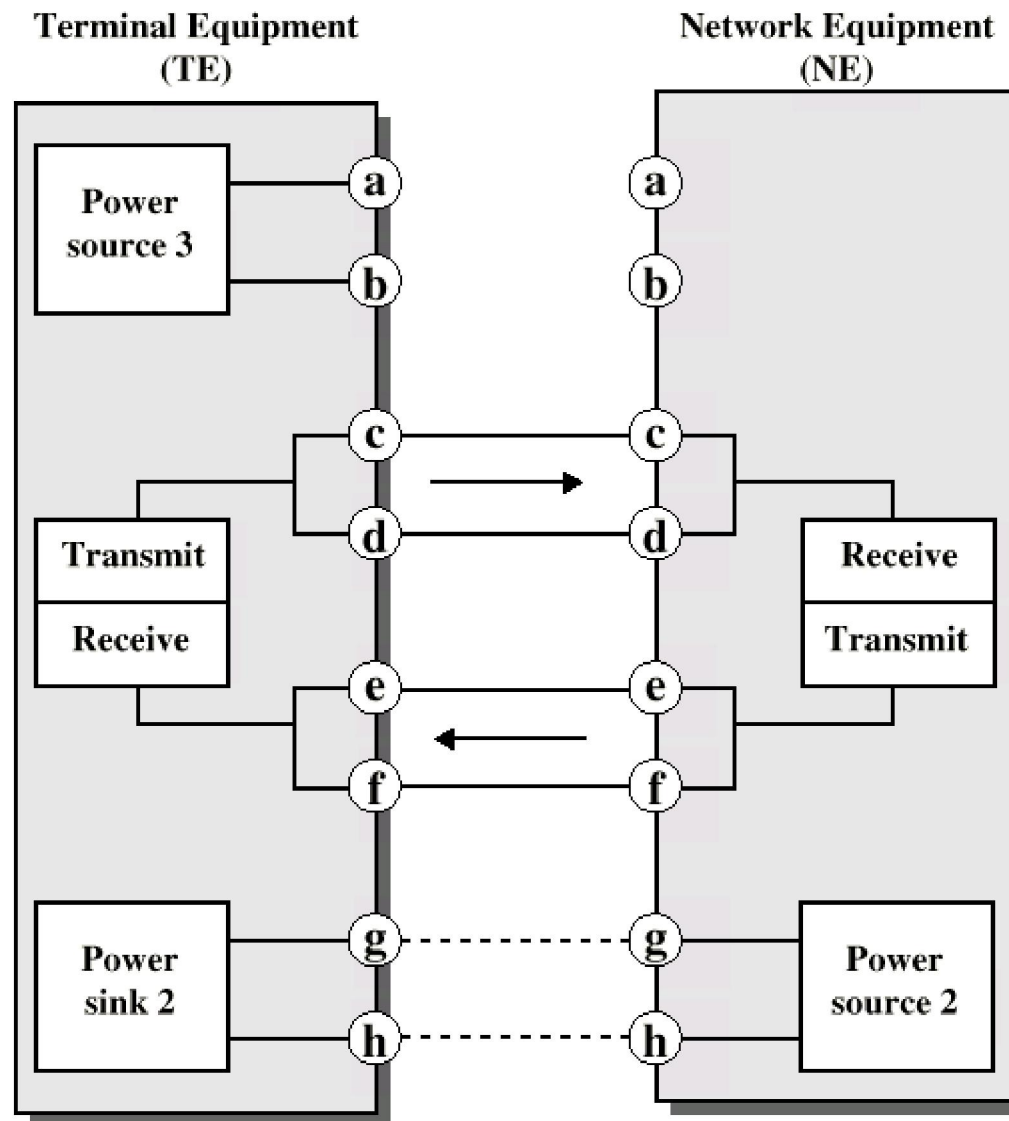 Terminal Equipment
(TE)
Network Equipment
(NE)
Power
source 3
a
b
a
b
c
d
c
d
Transmit
Receive
Receive
Transmit
e
f
e
f
Power
sink 2
g
h
g
h
Power
source 2